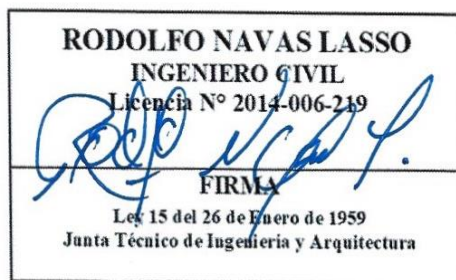 RODOLFO NAVAS LASSO
INGENIERO CIVIL
Licencia N° 2014-006-219
FIRMA
Ley 15 del 26 de Enero de 1959
Junta Técnico de Ingeniería y Arquitectura